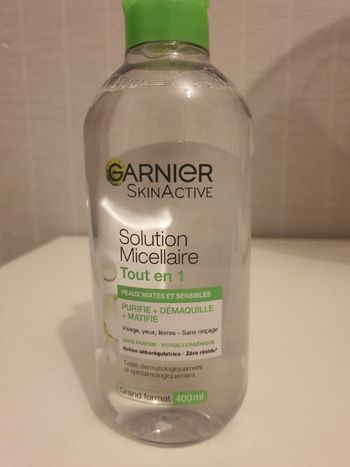 GARNIER
SKINACTIVE
Solution
Micellaire
Tout en 1
PEAUX MIXTES ET SENSIBLES
PURIFIE + DÉMAQUILLE
+ MATIFIE
Visage, yeux, lèvres – Sans rinçage
SANS PARFUM - HYPOALLERGÉNIQUE
Action séborégulatrice - Zéro résidu*
Testé dermatologiquement
et ophtalmologiquement
Grand format 400ml